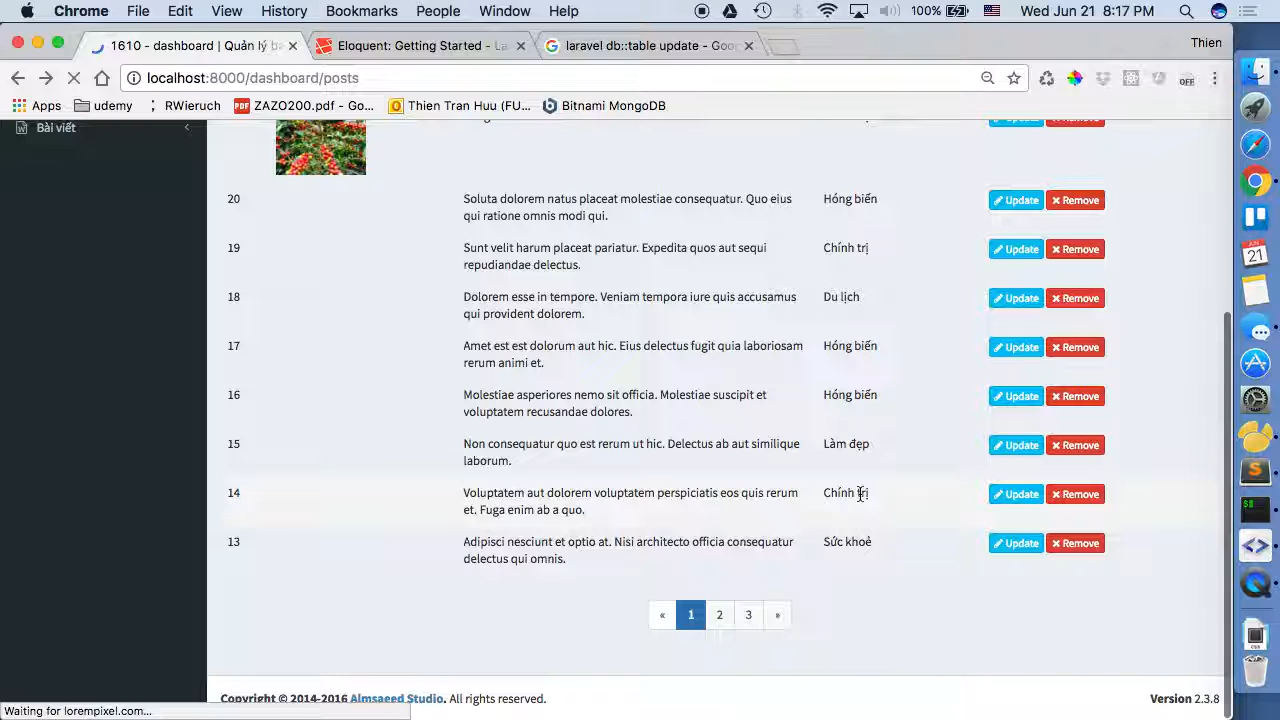 Chrome File Edit View History Bookmarks People Window Help 100% Wed Jun 21 8:17 PM
1610 - dashboard | Quản lý b Eloquent: Getting Started - La laravel db::table update - Goo Thien
localhost:8000/dashboard/posts OFF
Apps udemy RWieruch PDF ZAZO200.pdf - Go... Thien Tran Huu (FU... Bitnami MongoDB
Bài viết
20 Soluta dolorem natus placeat molestiae consequatur. Quo eius Hóng biến Update Remove
qui ratione omnis modi qui.
19 Sunt velit harum placeat pariatur. Expedita quos aut sequi Chính trị Update Remove
repudiandae delectus.
18 Dolorem esse in tempore. Veniam tempora iure quis accusamus Du lịch Update Remove
qui provident dolorem.
17 Amet est est dolorum aut hic. Eius delectus fugit quia laboriosam Hóng biến Update Remove
rerum animi et.
16 Molestiae asperiores nemo sit officia. Molestiae suscipit et Hóng biến Update Remove
voluptatem recusandae dolores.
15 Non consequatur quo est rerum ut hic. Delectus ab aut similique Làm đẹp Update Remove
laborum.
14 Voluptatem aut dolorem voluptatem perspiciatis eos quis rerum Chính trị Update Remove
et. Fuga enim ab a quo.
13 Adipisci nesciunt et optio at. Nisi architecto officia consequatur Sức khoẻ Update Remove
delectus qui omnis.
« 1 2 3 »
Copyright © 2014-2016 Almsaeed Studio. All rights reserved. Version 2.3.8
Waiting for lorempixel.com...